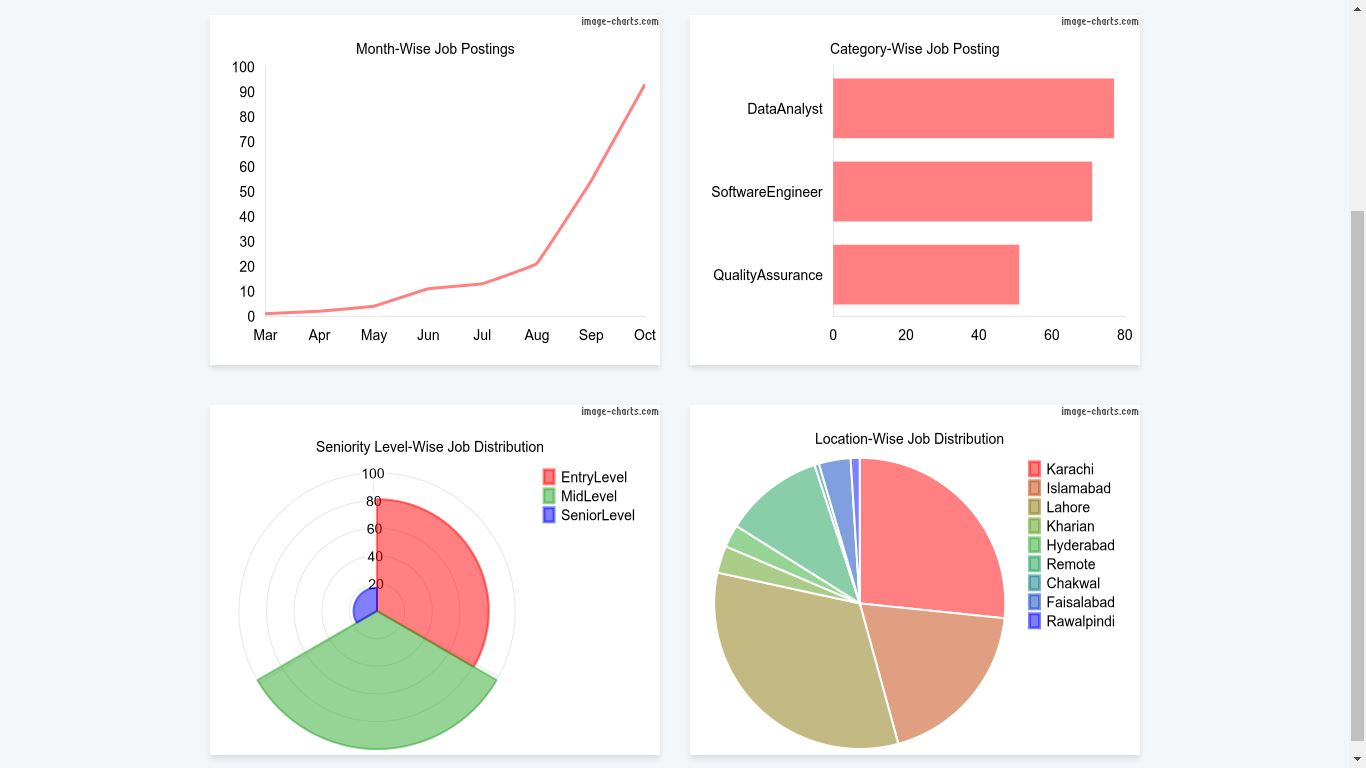 image-charts.com
Month-Wise Job Postings
100
90
80
70
60
50
40
30
20
10
0
Mar Apr May Jun Jul Aug Sep Oct
image-charts.com
Category-Wise Job Posting
DataAnalyst
SoftwareEngineer
QualityAssurance
0 20 40 60 80
image-charts.com
Seniority Level-Wise Job Distribution
100
80
60
40
20
EntryLevel
MidLevel
SeniorLevel
image-charts.com
Location-Wise Job Distribution
Karachi
Islamabad
Lahore
Kharian
Hyderabad
Remote
Chakwal
Faisalabad
Rawalpindi